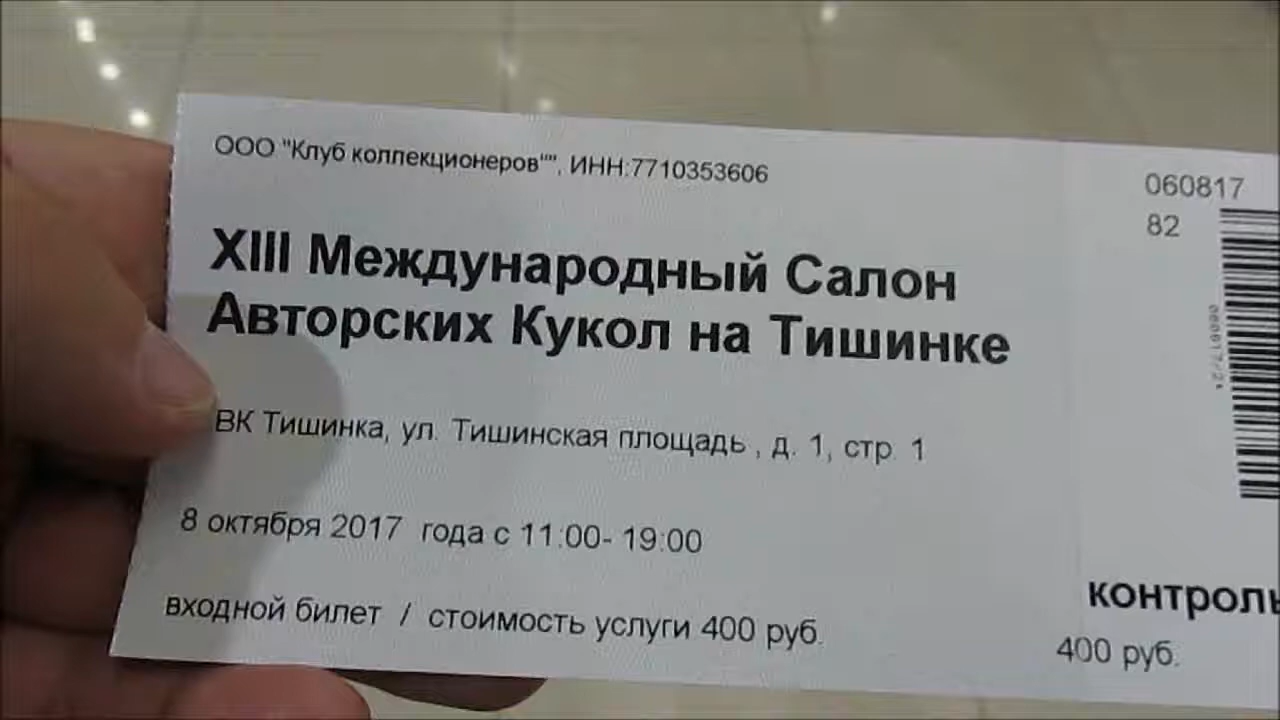 ООО "Клуб коллекционеров"", ИНН:7710353606
XIII Международный Салон
Авторских Кукол на Тишинке
ВК Тишинка, ул. Тишинская площадь , д. 1, стр. 1
8 октября 2017 года с 11:00- 19:00
входной билет / стоимость услуги 400 руб.
060817
82
контроль
400 руб.